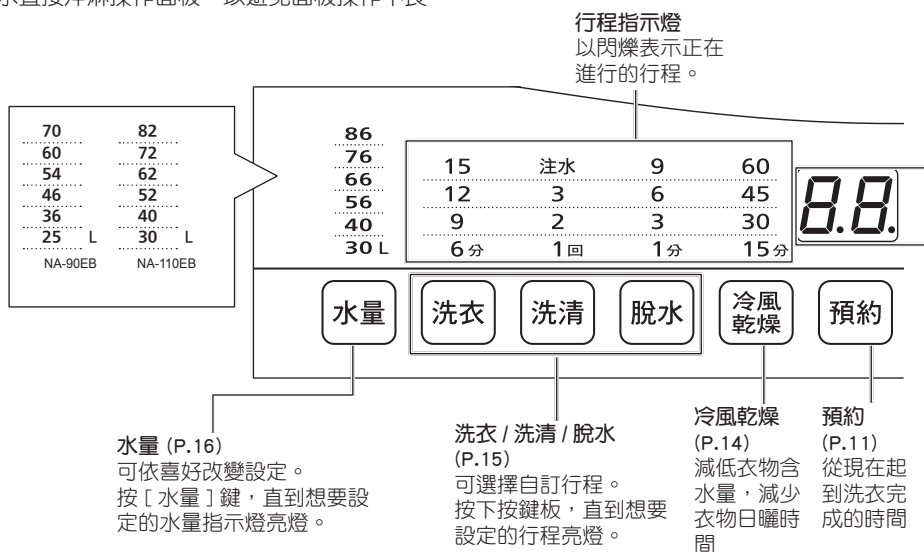 行程指示燈
以閃爍表示正在
進行的行程。
70 82
60 72
54 62
46 52
36 40
25 L 30 L
NA-90EB NA-110EB
86
76
66
56
40
30 L
15 注水 9 60
12 3 6 45
9 2 3 30
6分 1回 1分 15分
8.8.
水量 洗衣 洗清 脫水 冷風乾燥 預約
水量 (P.16)
可依喜好改變設定。
按 [ 水量 ] 鍵，直到想要設
定的水量指示燈亮燈。
洗衣 / 洗清 / 脫水
(P.15)
可選擇自訂行程。
按下按鍵板，直到想要
設定的行程亮燈。
冷風乾燥
(P.14)
減低衣物含
水量，減少
衣物日曬時
間
預約
(P.11)
從現在起
到洗衣完
成的時間